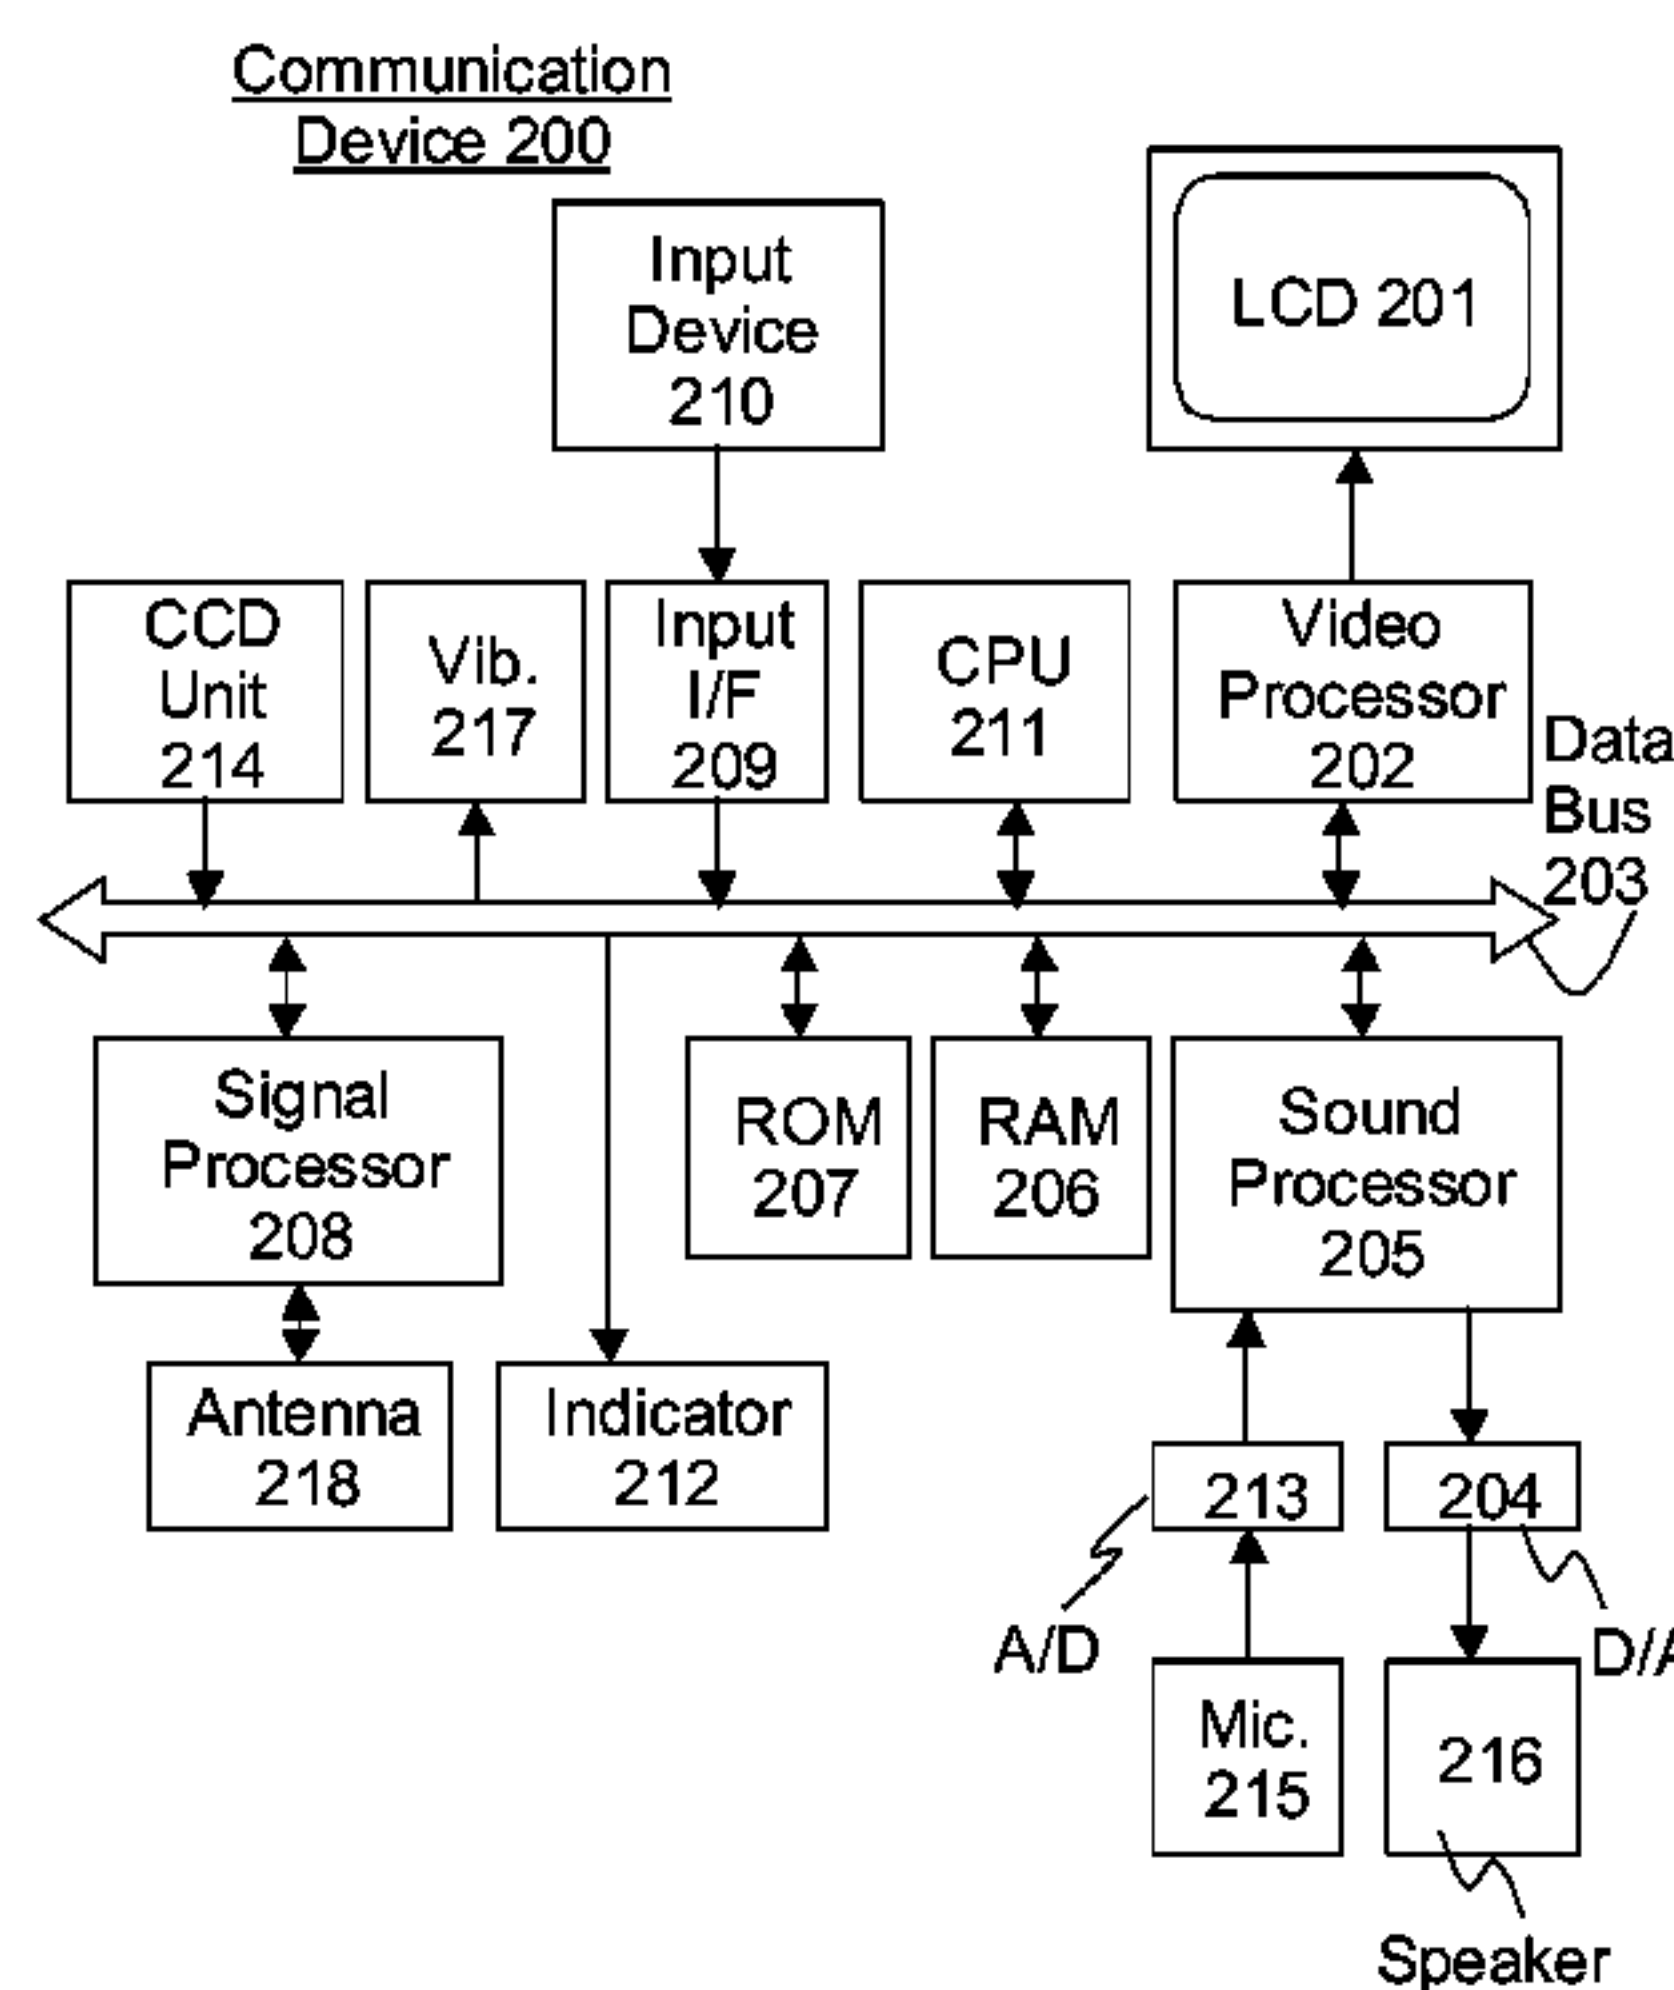 Communication
Device 200
Input
Device
210
LCD 201
CCD
Unit
214
Vib.
217
Input
I/F
209
CPU
211
Video
Processor
202
Data
Bus
203
Signal
Processor
208
ROM
207
RAM
206
Sound
Processor
205
Antenna
218
Indicator
212
213
204
A/D
D/A
Mic.
215
216
Speaker